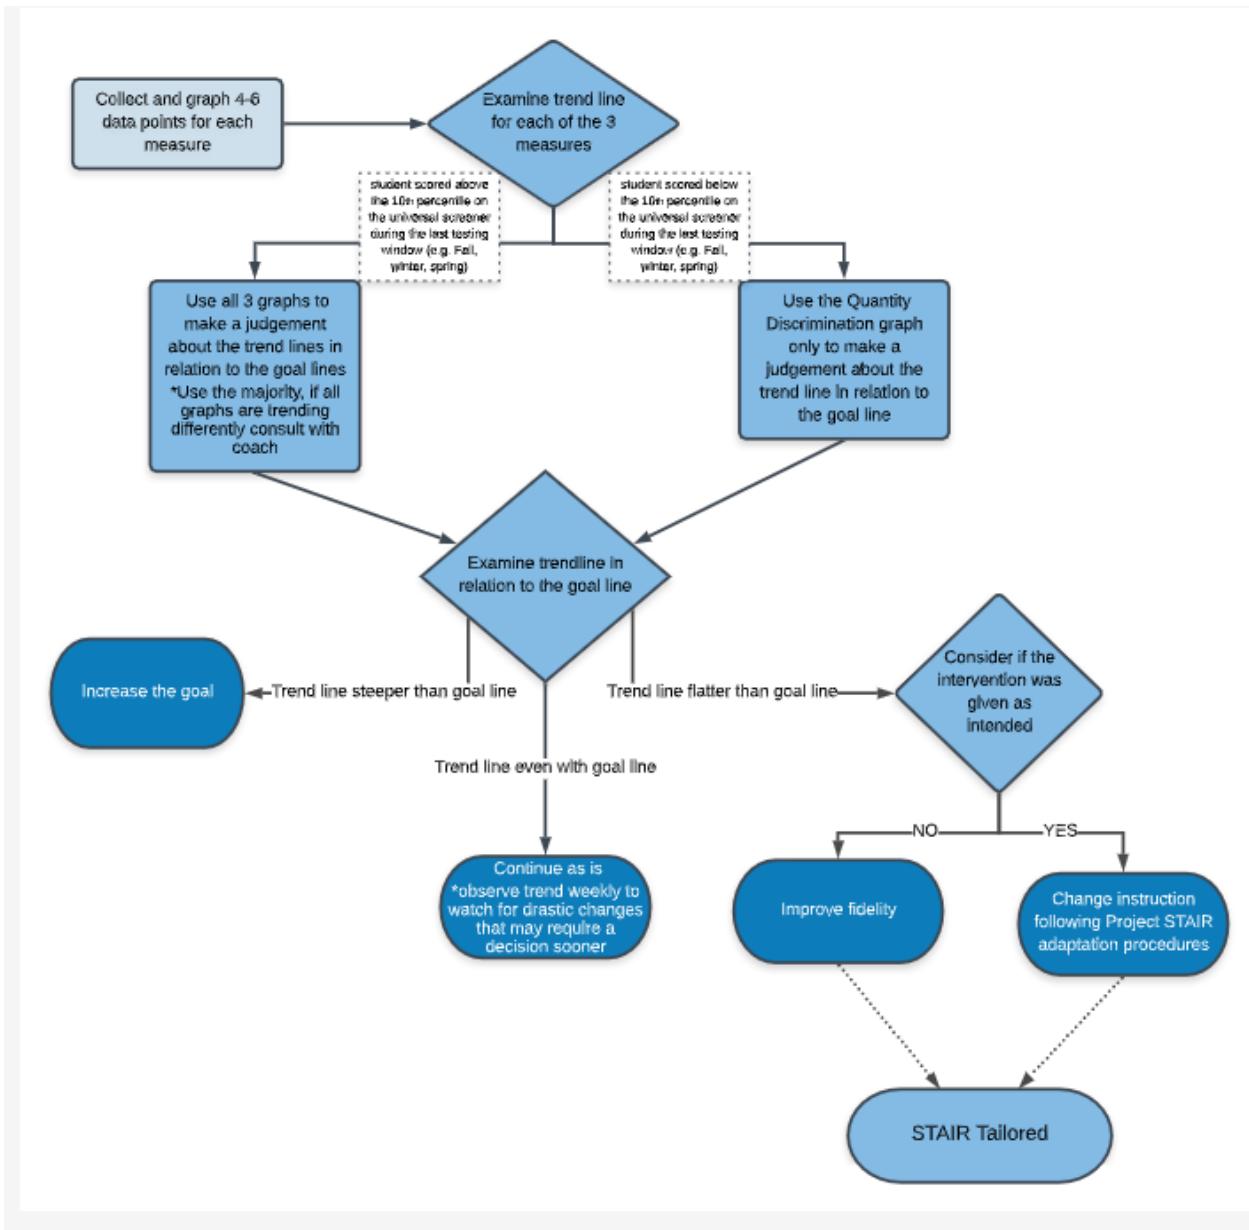 Collect and graph 4-6
data points for each
measure
Examine trend line
for each of the 3
measures
student scored above
the 10th percentile on
the universal screener
during the last testing
window (e.g. Fall,
winter, spring)
student scored below
the 10th percentile on
the universal screener
during the last testing
window (e.g. Fall,
winter, spring)
Use all 3 graphs to
make a judgement
about the trend lines in
relation to the goal lines
*Use the majority, if all
graphs are trending
differently consult with
coach
Use the Quantity
Discrimination graph
only to make a
judgement about the
trend line in relation to
the goal line
Examine trendline in
relation to the goal line
Increase the goal
Trend line steeper than goal line
Trend line flatter than goal line
Consider if the
intervention was
given as
intended
Trend line even with goal line
NO
YES
Continue as is
*observe trend weekly to
watch for drastic changes
that may require a
decision sooner
Improve fidelity
Change instruction
following Project STAIR
adaptation procedures
STAIR Tailored